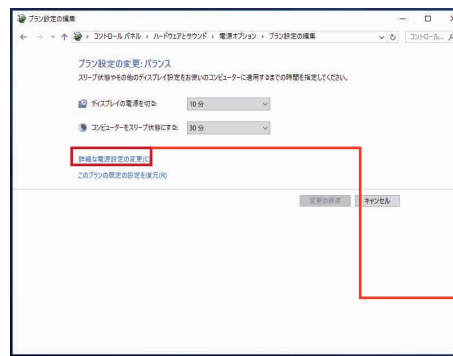 プラン設定の編集
コントロール パネル › ハードウェアとサウンド › 電源オプション › プラン設定の編集
コントロール...
プラン設定の変更: バランス
スリープ状態やその他のディスプレイ設定をお使いのコンピューターに適用するまでの時間を指定してください。
ディスプレイの電源を切る:
10 分
コンピューターをスリープ状態にする:
30 分
詳細な電源設定の変更(C)
このプランの既定の設定を復元(R)
変更の保存
キャンセル